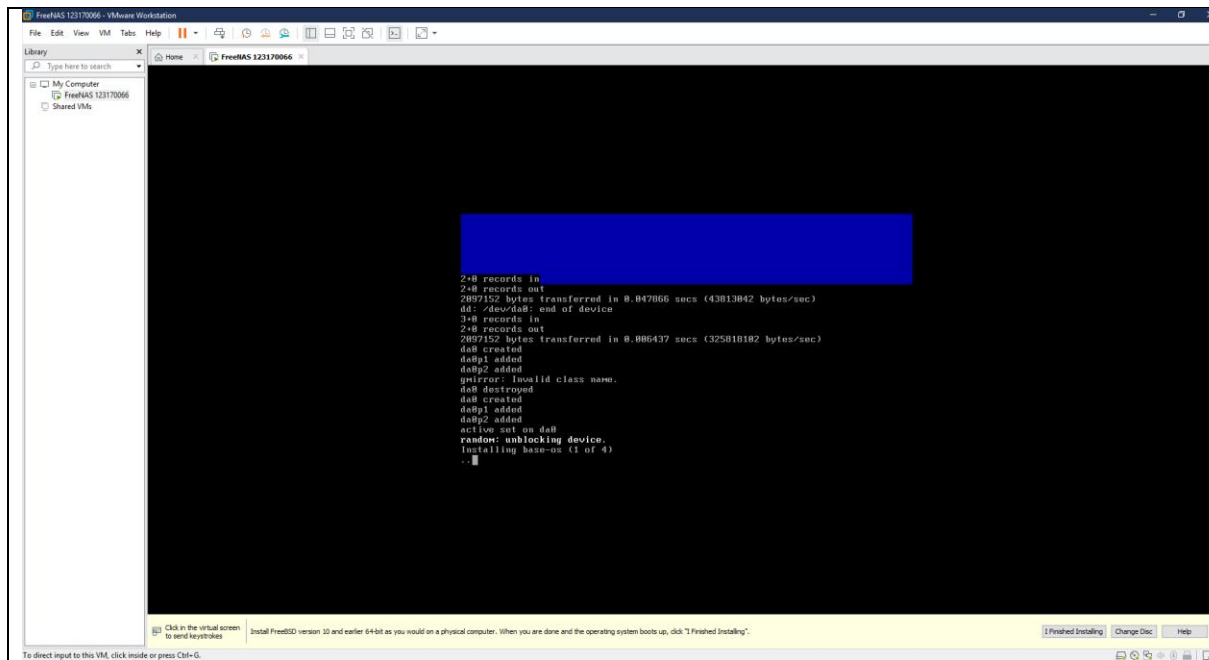 FreeNAS 123170066 - VMware Workstation
File Edit View VM Tabs Help
Library
Type here to search
My Computer
FreeNAS 123170066
Shared VMs
Home
FreeNAS 123170066
2+0 records in
2+0 records out
2097152 bytes transferred in 0.047866 secs (43813042 bytes/sec)
dd: /dev/da0: end of device
3+0 records in
2+0 records out
2097152 bytes transferred in 0.006437 secs (325818102 bytes/sec)
da0 created
da0p1 added
da0p2 added
gmirror: Invalid class name.
da0 destroyed
da0 created
da0p1 added
da0p2 added
active set on da0
random: unblocking device.
Installing base-os (1 of 4)
..
Click in the virtual screen
to send keystrokes
Install FreeBSD version 10 and earlier 64-bit as you would on a physical computer. When you are done and the operating system boots up, click "I Finished Installing".
I Finished Installing
Change Disc
Help
To direct input to this VM, click inside or press Ctrl+G.